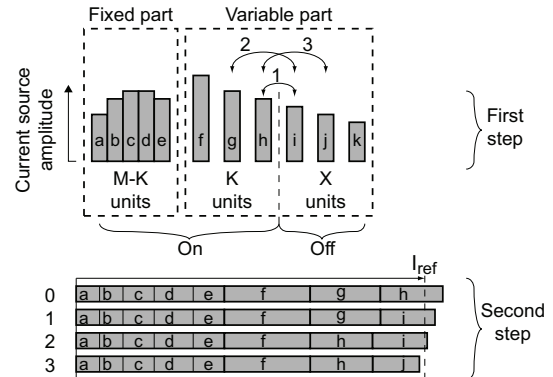 Fixed part Variable part
2 3
1
Current source amplitude
a b c d e f g h i j k
M-K units
K units
X units
First step
On Off
I_ref
0 a b c d e f g h
1 a b c d e f g i
2 a b c d e f h i
3 a b c d e f h j
Second step